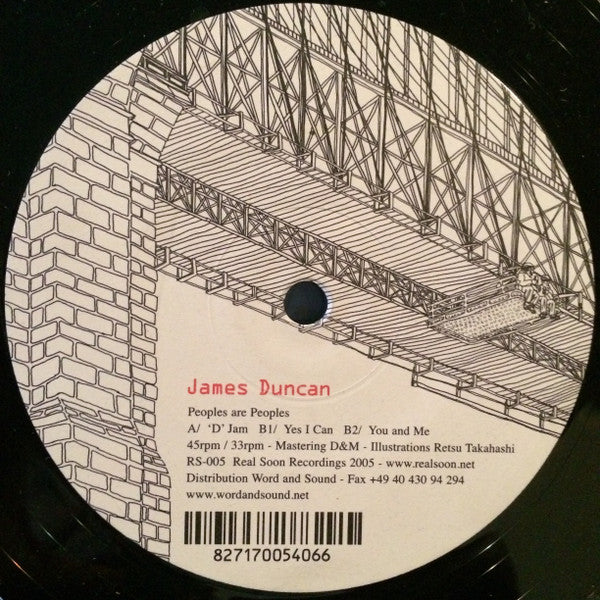 James Duncan
Peoples are Peoples
A/ ‘D’ Jam B1/ Yes I Can B2/ You and Me
45rpm / 33rpm - Mastering D&M - Illustrations Retsu Takahashi
RS-005 Real Soon Recordings 2005 - www.realsoon.net
Distribution Word and Sound - Fax +49 40 430 94 294
www.wordandsound.net
827170054066